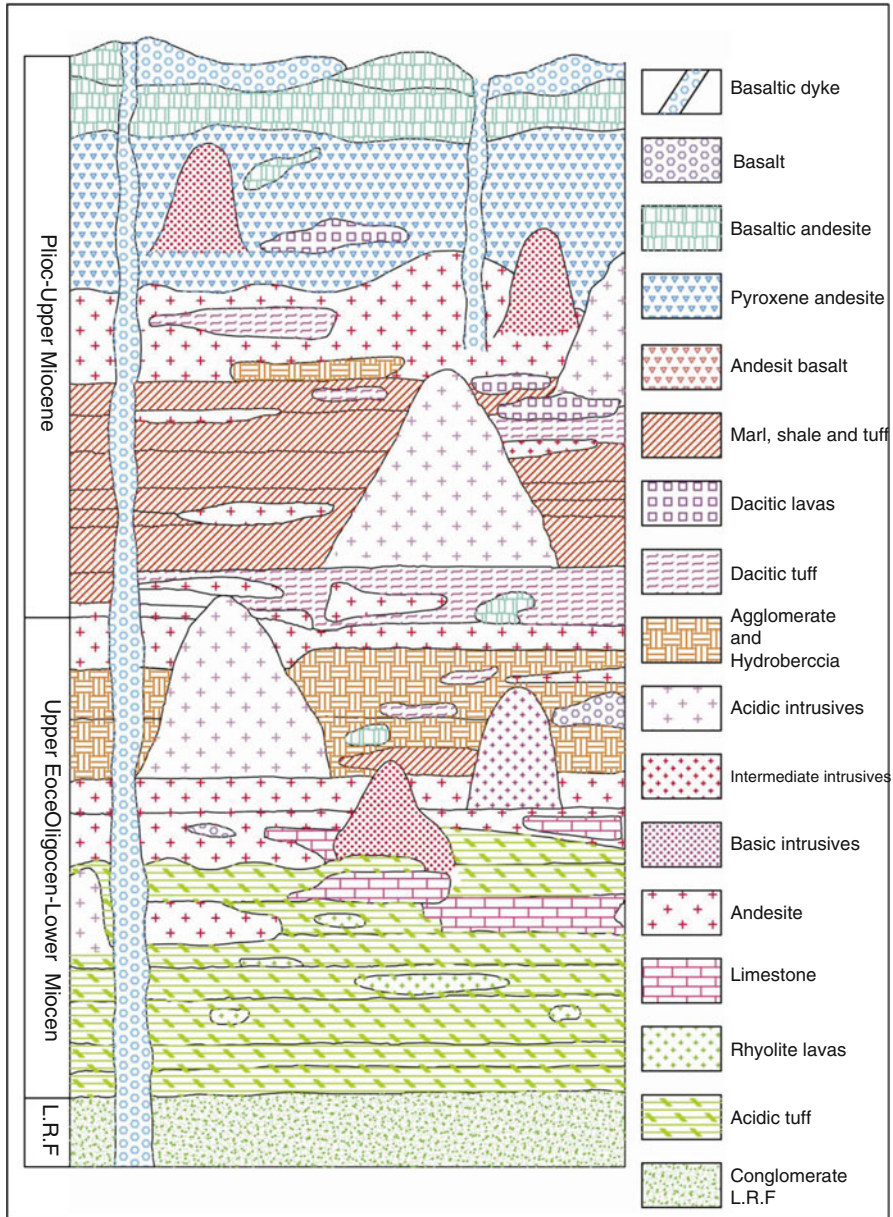 Plioc-Upper Miocene
Upper EoceOligocen-Lower Miocen
L.R.F
Basaltic dyke
Basalt
Basaltic andesite
Pyroxene andesite
Andesit basalt
Marl, shale and tuff
Dacitic lavas
Dacitic tuff
Agglomerate
and
Hydroberccia
Acidic intrusives
Intermediate intrusives
Basic intrusives
Andesite
Limestone
Rhyolite lavas
Acidic tuff
Conglomerate
L.R.F